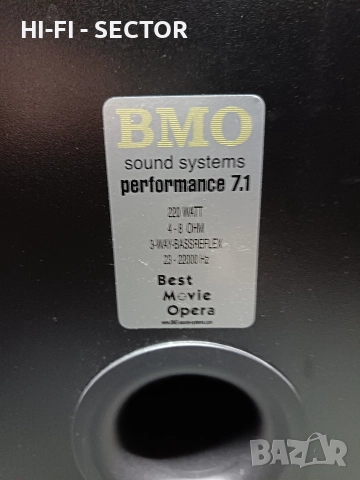 HI-FI - SECTOR
BMO
sound systems
performance 7.1
220 WATT
4 - 8 OHM
3-WAY-BASSREFLEX
23 - 22000 Hz
Best
Movie
Opera
BAZAR